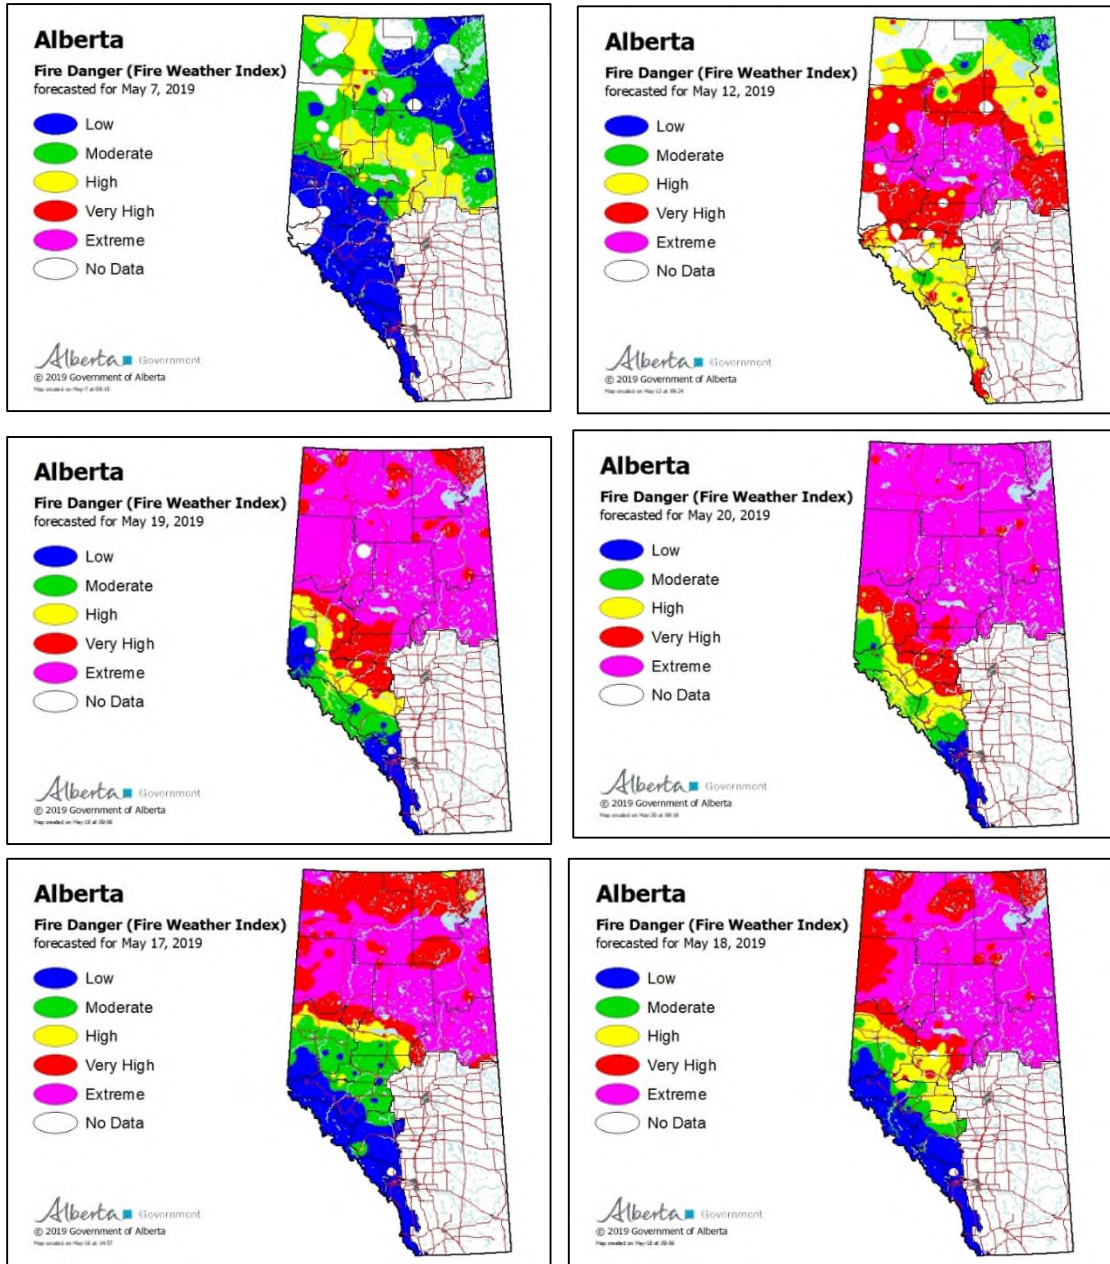 Alberta
Fire Danger (Fire Weather Index)
forecasted for May 7, 2019
Low
Moderate
High
Very High
Extreme
No Data
Alberta Government
© 2019 Government of Alberta
Alberta
Fire Danger (Fire Weather Index)
forecasted for May 12, 2019
Low
Moderate
High
Very High
Extreme
No Data
Alberta Government
© 2019 Government of Alberta
Alberta
Fire Danger (Fire Weather Index)
forecasted for May 19, 2019
Low
Moderate
High
Very High
Extreme
No Data
Alberta Government
© 2019 Government of Alberta
Alberta
Fire Danger (Fire Weather Index)
forecasted for May 20, 2019
Low
Moderate
High
Very High
Extreme
No Data
Alberta Government
© 2019 Government of Alberta
Alberta
Fire Danger (Fire Weather Index)
forecasted for May 17, 2019
Low
Moderate
High
Very High
Extreme
No Data
Alberta Government
© 2019 Government of Alberta
Alberta
Fire Danger (Fire Weather Index)
forecasted for May 18, 2019
Low
Moderate
High
Very High
Extreme
No Data
Alberta Government
© 2019 Government of Alberta